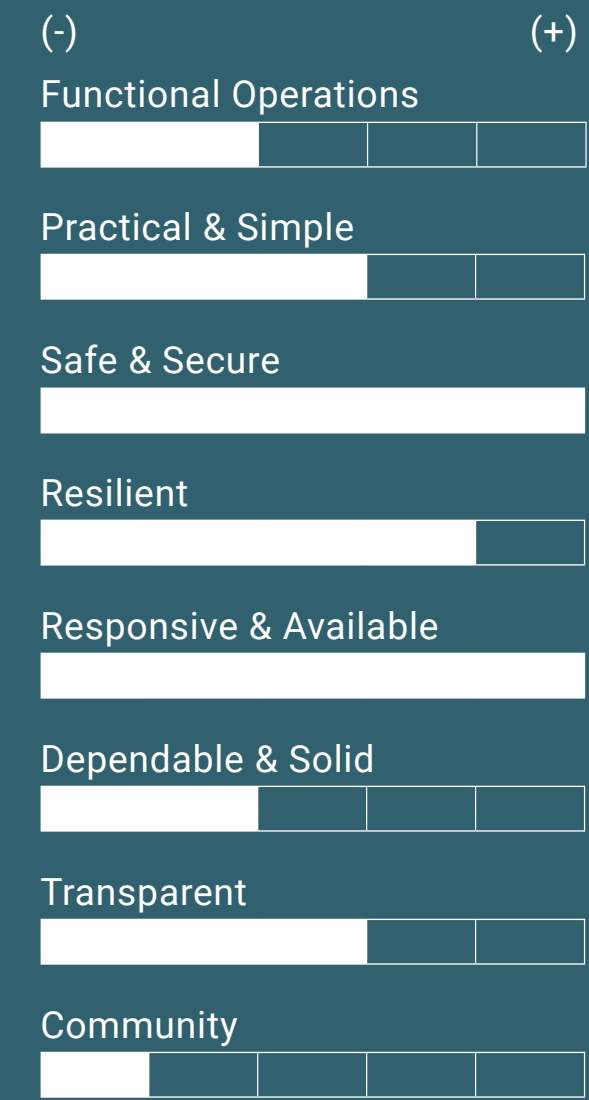 (-) (+)
Functional Operations
Practical & Simple
Safe & Secure
Resilient
Responsive & Available
Dependable & Solid
Transparent
Community